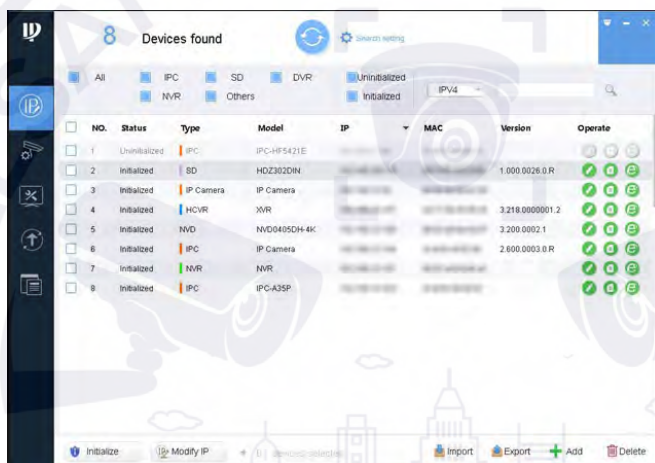 IP
8 Devices found
Search setting
All IPC SD DVR Uninitialized
NVR Others Initialized
IPV4
NO. Status Type Model IP MAC Version Operate
1 Uninitialized IPC IPC-HF5421E
2 Initialized SD HDZ302DIN 1.000.0026.0.R
3 Initialized IP Camera IP Camera
4 Initialized HCVR XVR 3.218.0000001.2
5 Initialized NVD NVD0405DH-4K 3.200.0002.1
6 Initialized IPC IP Camera 2.600.0003.0.R
7 Initialized NVR NVR
8 Initialized IPC IPC-A35P
Initialize Modify IP 0 devices selected Import Export Add Delete